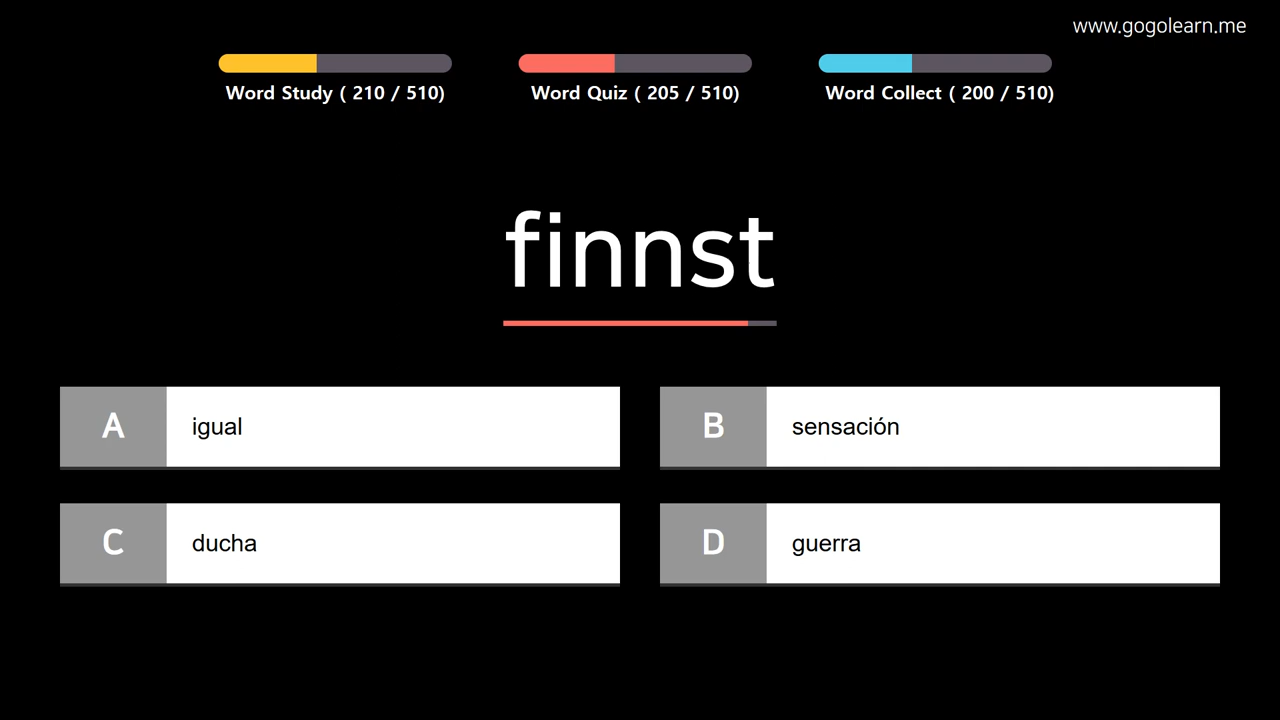 www.gogolearn.me
Word Study ( 210 / 510)
Word Quiz ( 205 / 510)
Word Collect ( 200 / 510)
finnst
A igual
B sensación
C ducha
D guerra